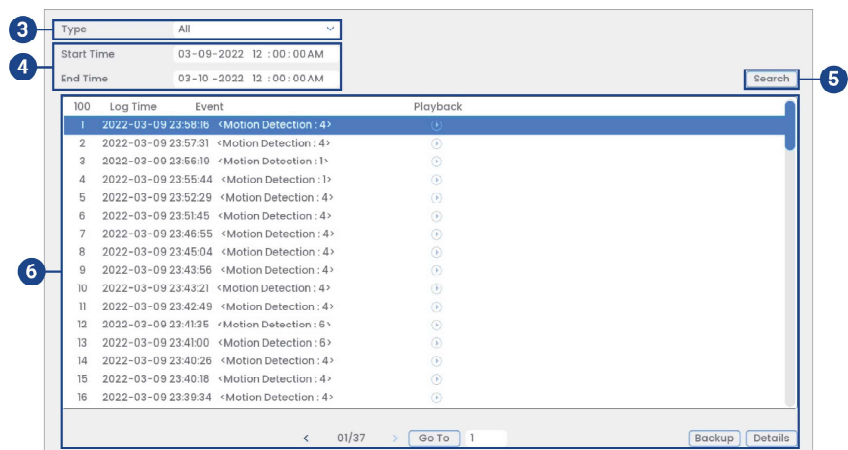 3 Type All
4 Start Time 03-09-2022 12 :00:00AM
End Time 03-10 -2022 12 :00:00AM
Search 5
100 Log Time Event Playback
1 2022-03-09 23:58:16 <Motion Detection : 4>
2 2022-03-09 23:57:31 <Motion Detection : 4>
3 2022-03-09 23:56:10 <Motion Detection : 1>
4 2022-03-09 23:55:44 <Motion Detection : 1>
5 2022-03-09 23:52:29 <Motion Detection : 4>
6 2022-03-09 23:51:45 <Motion Detection : 4>
7 2022-03-09 23:46:55 <Motion Detection : 4>
8 2022-03-09 23:45:04 <Motion Detection : 4>
6 9 2022-03-09 23:43:56 <Motion Detection : 4>
10 2022-03-09 23:43:21 <Motion Detection : 4>
11 2022-03-09 23:42:49 <Motion Detection : 4>
12 2022-03-09 23:41:35 <Motion Detection : 6>
13 2022-03-09 23:41:00 <Motion Detection : 6>
14 2022-03-09 23:40:26 <Motion Detection : 4>
15 2022-03-09 23:40:18 <Motion Detection : 4>
16 2022-03-09 23:39:34 <Motion Detection : 4>
< 01/37 > Go To 1 Backup Details